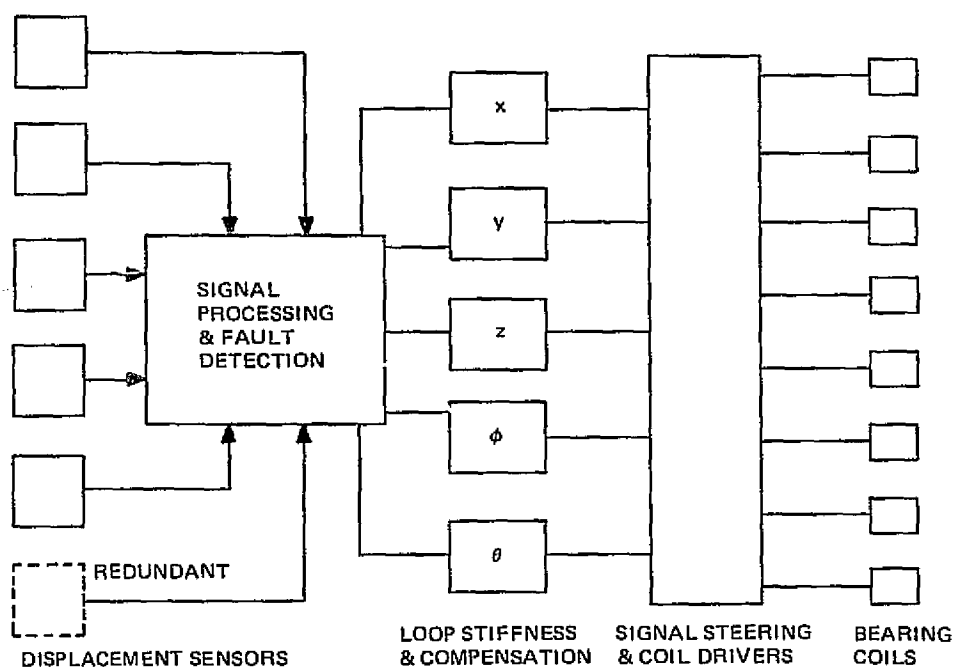 x
y
SIGNAL
PROCESSING
& FAULT
DETECTION
z
ϕ
θ
REDUNDANT
DISPLACEMENT SENSORS
LOOP STIFFNESS
& COMPENSATION
SIGNAL STEERING
& COIL DRIVERS
BEARING
COILS